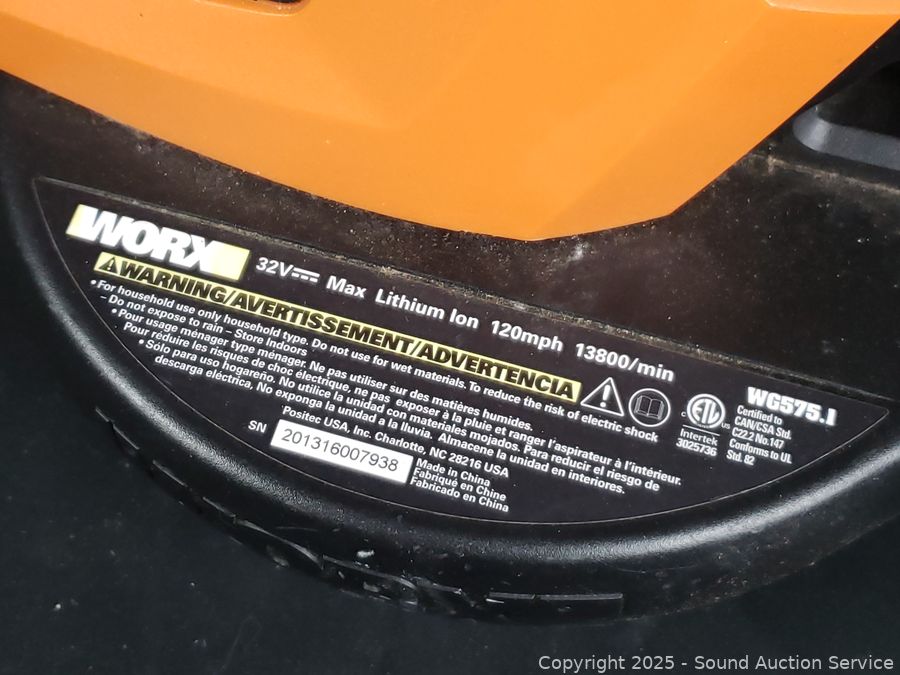 WORX
32V Max Lithium Ion 120mph 13800/min
WARNING/AVERTISSEMENT/ADVERTENCIA
• For household use only household type. Do not use for wet materials. To reduce the risk of electric shock
– Do not expose to rain – Store Indoors
• Pour usage ménager type ménager. Ne pas utiliser sur des matières humides.
Pour réduire les risques de choc électrique, ne pas exposer à la pluie et ranger l'aspirateur à l'intérieur.
• Sólo para uso hogareño. No utilice la unidad con materiales mojados. Para reducir el riesgo de
descarga eléctrica, No exponga la unidad a la lluvia. Almacene la unidad en interiores.
Positec USA, Inc. Charlotte, NC 28216 USA
SN 201316007938
Made in China
Fabriqué en Chine
Fabricado en China
ETL
us
Intertek
3025736
WG575.1
Certified to
CAN/CSA Std.
C22.2 No.147
Conforms to UL
Std. 82
Copyright 2025 - Sound Auction Service